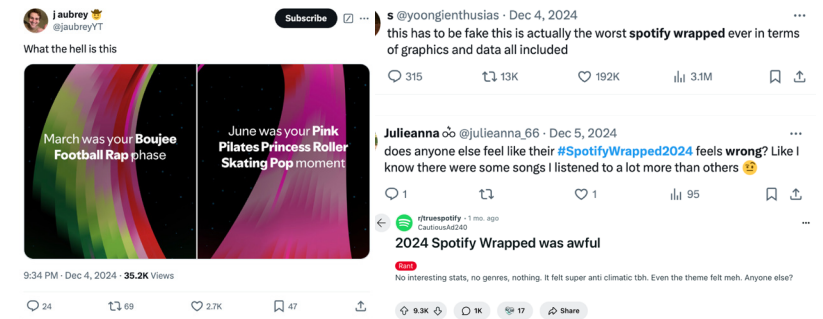 j aubrey 🤠
@jaubreyYT
Subscribe
What the hell is this
March was your Boujee
Football Rap phase
June was your Pink
Pilates Princess Roller
Skating Pop moment
9:34 PM · Dec 4, 2024 · 35.2K Views
24 69 2.7K 47
s @yoongienthusias · Dec 4, 2024
this has to be fake this is actually the worst spotify wrapped ever in terms
of graphics and data all included
315 13K 192K 3.1M
Julieanna @julieanna_66 · Dec 5, 2024
does anyone else feel like their #SpotifyWrapped2024 feels wrong? Like I
know there were some songs I listened to a lot more than others 🤨
1 1 95
r/truespotify · 1 mo. ago
CautiousAd240
2024 Spotify Wrapped was awful
Rant
No interesting stats, no genres, nothing. It felt super anti climatic tbh. Even the theme felt meh. Anyone else?
9.3K 1K 17 Share